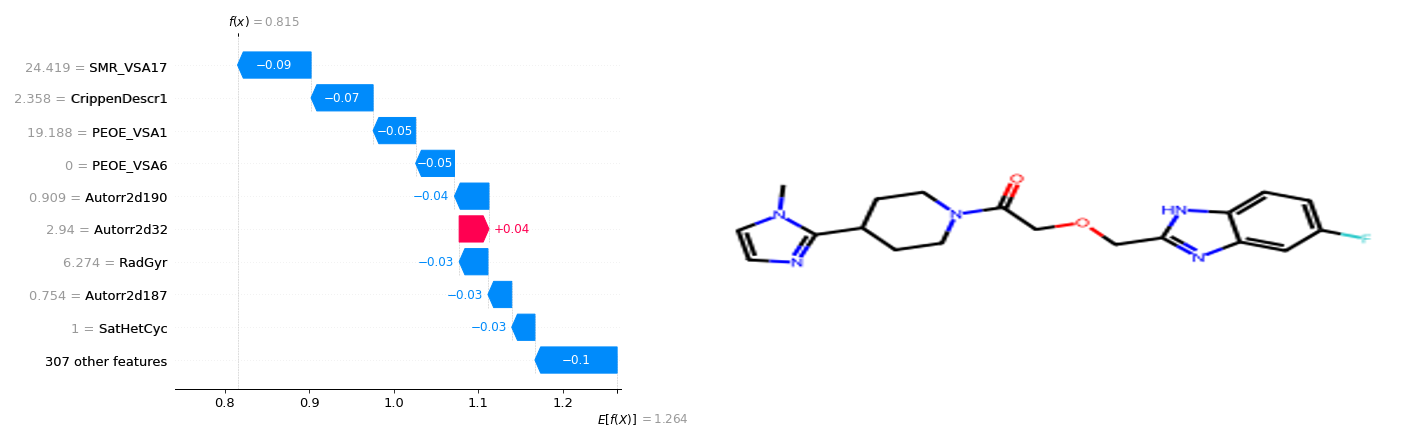 f(x) = 0.815
24.419 = SMR_VSA17
−0.09
2.358 = CrippenDescr1
−0.07
19.188 = PEOE_VSA1
−0.05
0 = PEOE_VSA6
−0.05
0.909 = Autorr2d190
−0.04
2.94 = Autorr2d32
+0.04
6.274 = RadGyr
−0.03
0.754 = Autorr2d187
−0.03
1 = SatHetCyc
−0.03
307 other features
−0.1
0.8 0.9 1.0 1.1 1.2
E[f(X)] = 1.264
O
N
N
N
O
HN
N
F